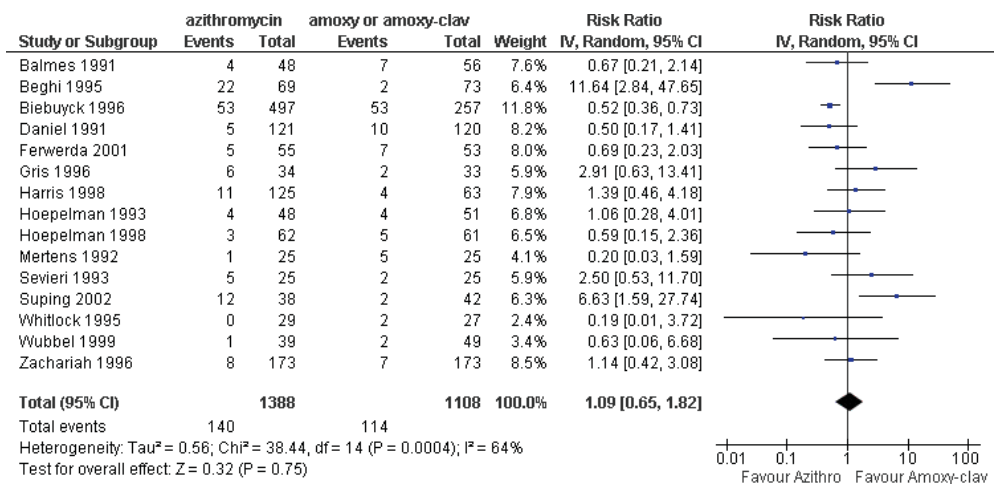 azithromycin amoxy or amoxy-clav Risk Ratio Risk Ratio
Study or Subgroup Events Total Events Total Weight IV, Random, 95% CI IV, Random, 95% CI
Balmes 1991 4 48 7 56 7.6% 0.67 [0.21, 2.14]
Beghi 1995 22 69 2 73 6.4% 11.64 [2.84, 47.65]
Biebuyck 1996 53 497 53 257 11.8% 0.52 [0.36, 0.73]
Daniel 1991 5 121 10 120 8.2% 0.50 [0.17, 1.41]
Ferwerda 2001 5 55 7 53 8.0% 0.69 [0.23, 2.03]
Gris 1996 6 34 2 33 5.9% 2.91 [0.63, 13.41]
Harris 1998 11 125 4 63 7.9% 1.39 [0.46, 4.18]
Hoepelman 1993 4 48 4 51 6.8% 1.06 [0.28, 4.01]
Hoepelman 1998 3 62 5 61 6.5% 0.59 [0.15, 2.36]
Mertens 1992 1 25 5 25 4.1% 0.20 [0.03, 1.59]
Sevieri 1993 5 25 2 25 5.9% 2.50 [0.53, 11.70]
Suping 2002 12 38 2 42 6.3% 6.63 [1.59, 27.74]
Whitlock 1995 0 29 2 27 2.4% 0.19 [0.01, 3.72]
Wubbel 1999 1 39 2 49 3.4% 0.63 [0.06, 6.68]
Zachariah 1996 8 173 7 173 8.5% 1.14 [0.42, 3.08]
Total (95% CI) 1388 1108 100.0% 1.09 [0.65, 1.82]
Total events 140 114
Heterogeneity: Tau² = 0.56; Chi² = 38.44, df = 14 (P = 0.0004); I² = 64%
Test for overall effect: Z = 0.32 (P = 0.75)
0.01 0.1 1 10 100
Favour Azithro Favour Amoxy-clav